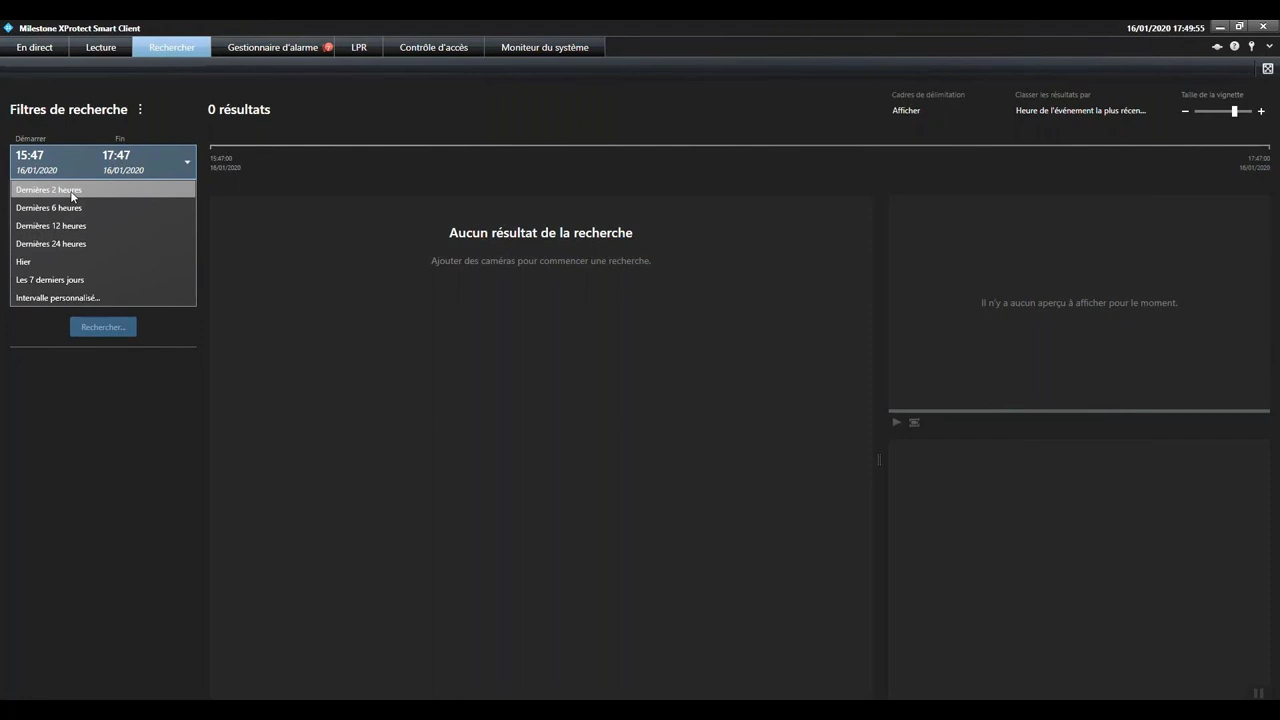 Milestone XProtect Smart Client
16/01/2020 17:49:55
En direct
Lecture
Rechercher
Gestionnaire d'alarme
LPR
Contrôle d'accès
Moniteur du système
Filtres de recherche
0 résultats
Cadres de délimitation
Afficher
Classer les résultats par
Heure de l'événement la plus récen...
Taille de la vignette
Démarrer
Fin
15:47
16/01/2020
17:47
16/01/2020
15:47:00
16/01/2020
17:47:00
16/01/2020
Dernières 2 heures
Dernières 6 heures
Dernières 12 heures
Dernières 24 heures
Hier
Les 7 derniers jours
Intervalle personnalisé...
Rechercher...
Aucun résultat de la recherche
Ajouter des caméras pour commencer une recherche.
Il n'y a aucun aperçu à afficher pour le moment.